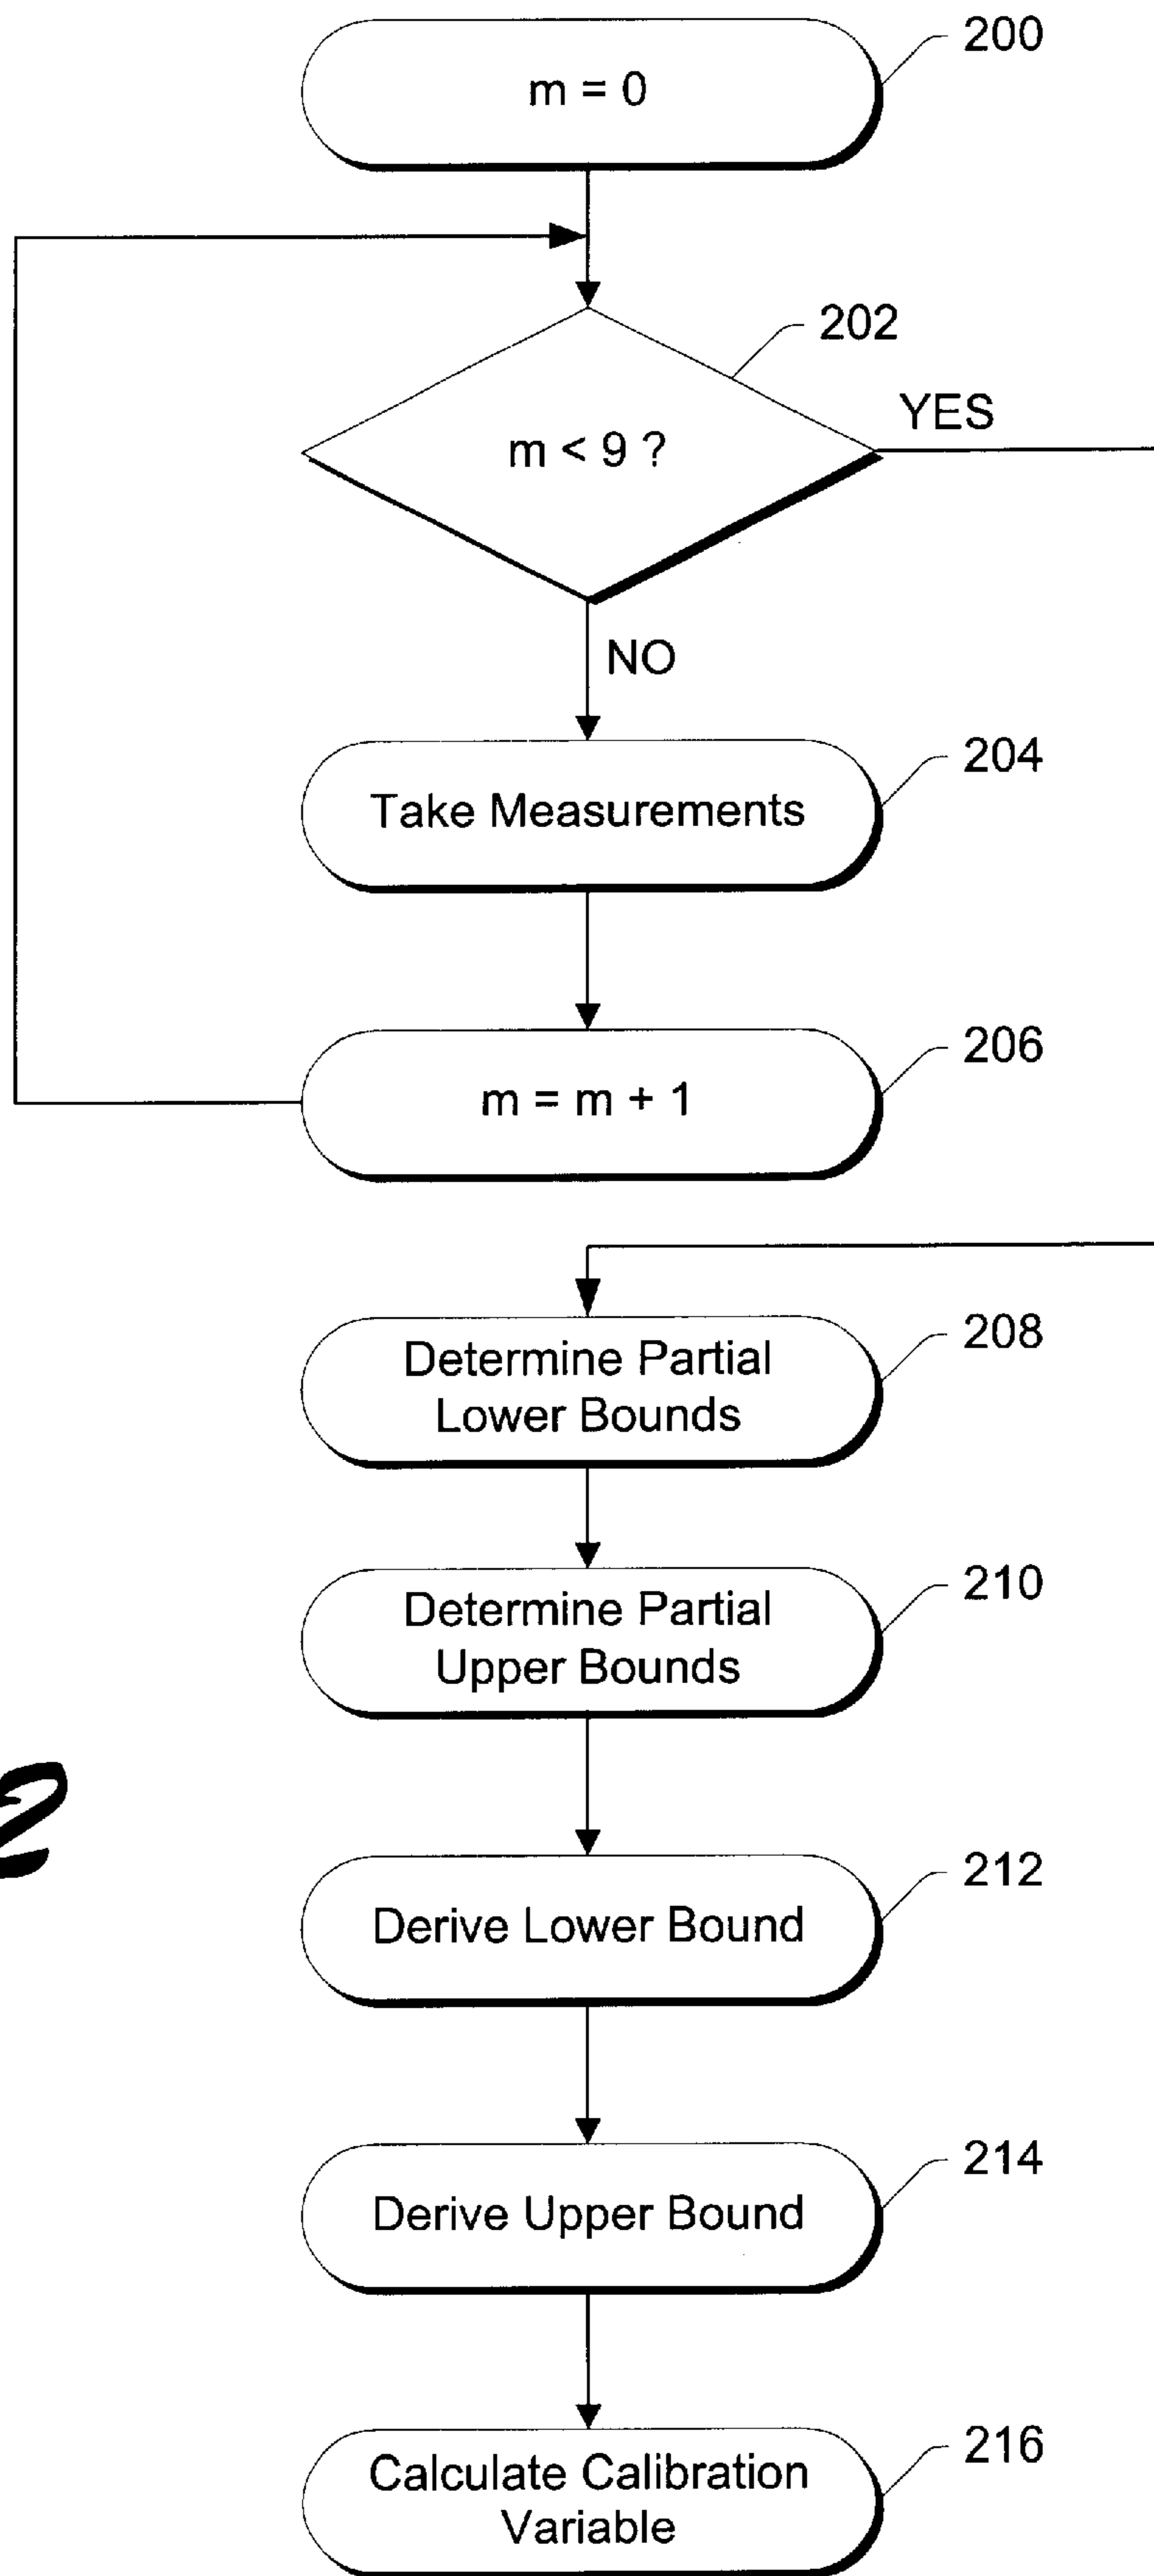 m = 0
200
m < 9 ?
202
YES
NO
Take Measurements
204
m = m + 1
206
Determine Partial
Lower Bounds
208
Determine Partial
Upper Bounds
210
2
Derive Lower Bound
212
Derive Upper Bound
214
Calculate Calibration
Variable
216